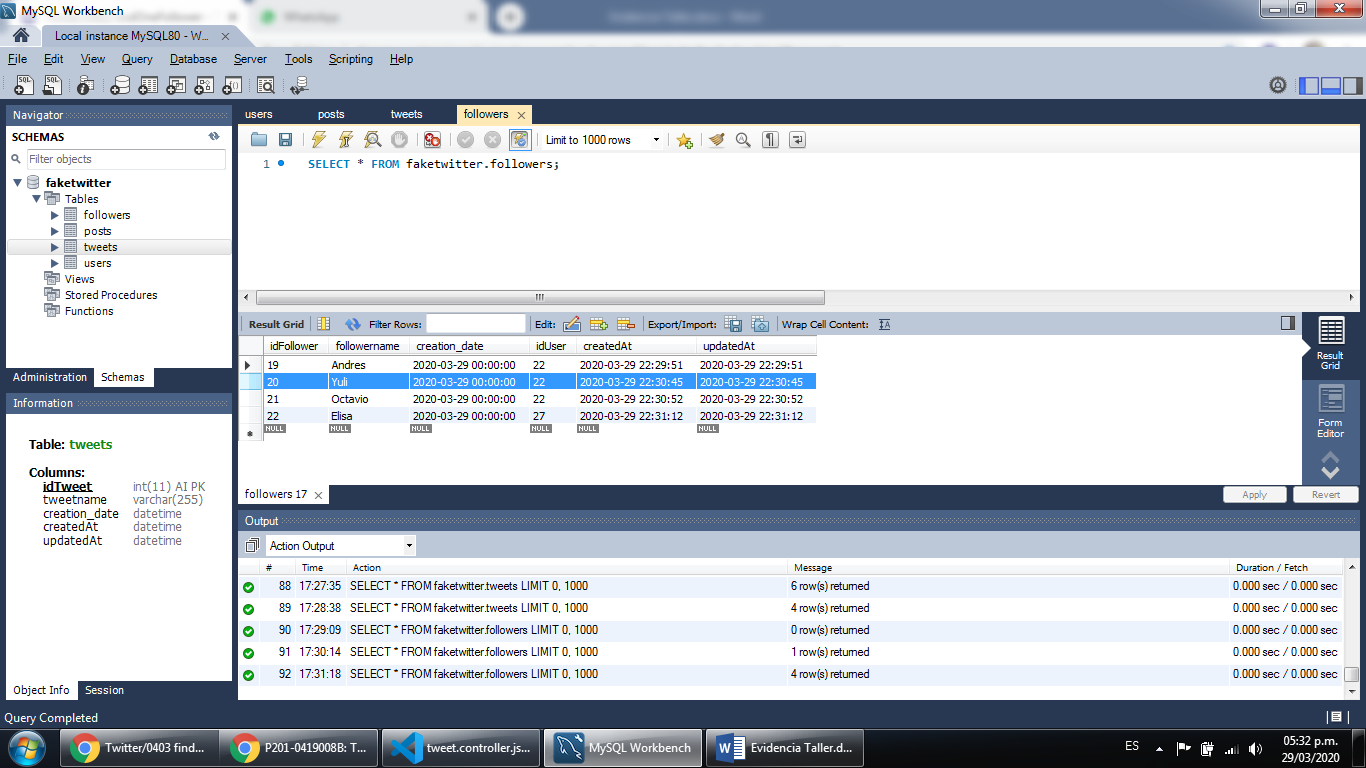 MySQL Workbench
Local instance MySQL80 - W... ×
File Edit View Query Database Server Tools Scripting Help
Navigator
SCHEMAS
Filter objects
faketwitter
Tables
followers
posts
tweets
users
Views
Stored Procedures
Functions
Administration Schemas
Information
Table: tweets
Columns:
idTweet int(11) AI PK
tweetname varchar(255)
creation_date datetime
createdAt datetime
updatedAt datetime
Object Info Session
users posts tweets followers ×
Limit to 1000 rows
1 SELECT * FROM faketwitter.followers;
Result Grid Filter Rows: Edit: Export/Import: Wrap Cell Content:
idFollower followername creation_date idUser createdAt updatedAt
19 Andres 2020-03-29 00:00:00 22 2020-03-29 22:29:51 2020-03-29 22:29:51
20 Yuli 2020-03-29 00:00:00 22 2020-03-29 22:30:45 2020-03-29 22:30:45
21 Octavio 2020-03-29 00:00:00 22 2020-03-29 22:30:52 2020-03-29 22:30:52
22 Elisa 2020-03-29 00:00:00 27 2020-03-29 22:31:12 2020-03-29 22:31:12
NULL NULL NULL NULL NULL NULL
Result
Grid
Form
Editor
followers 17 ×
Apply Revert
Output
Action Output
# Time Action Message Duration / Fetch
88 17:27:35 SELECT * FROM faketwitter.tweets LIMIT 0, 1000 6 row(s) returned 0.000 sec / 0.000 sec
89 17:28:38 SELECT * FROM faketwitter.tweets LIMIT 0, 1000 4 row(s) returned 0.000 sec / 0.000 sec
90 17:29:09 SELECT * FROM faketwitter.followers LIMIT 0, 1000 0 row(s) returned 0.000 sec / 0.000 sec
91 17:30:14 SELECT * FROM faketwitter.followers LIMIT 0, 1000 1 row(s) returned 0.000 sec / 0.000 sec
92 17:31:18 SELECT * FROM faketwitter.followers LIMIT 0, 1000 4 row(s) returned 0.000 sec / 0.000 sec
Query Completed
Twitter/0403 find... P201-0419008B: T... tweet.controller.js... MySQL Workbench Evidencia Taller.d... ES 05:32 p.m.
29/03/2020